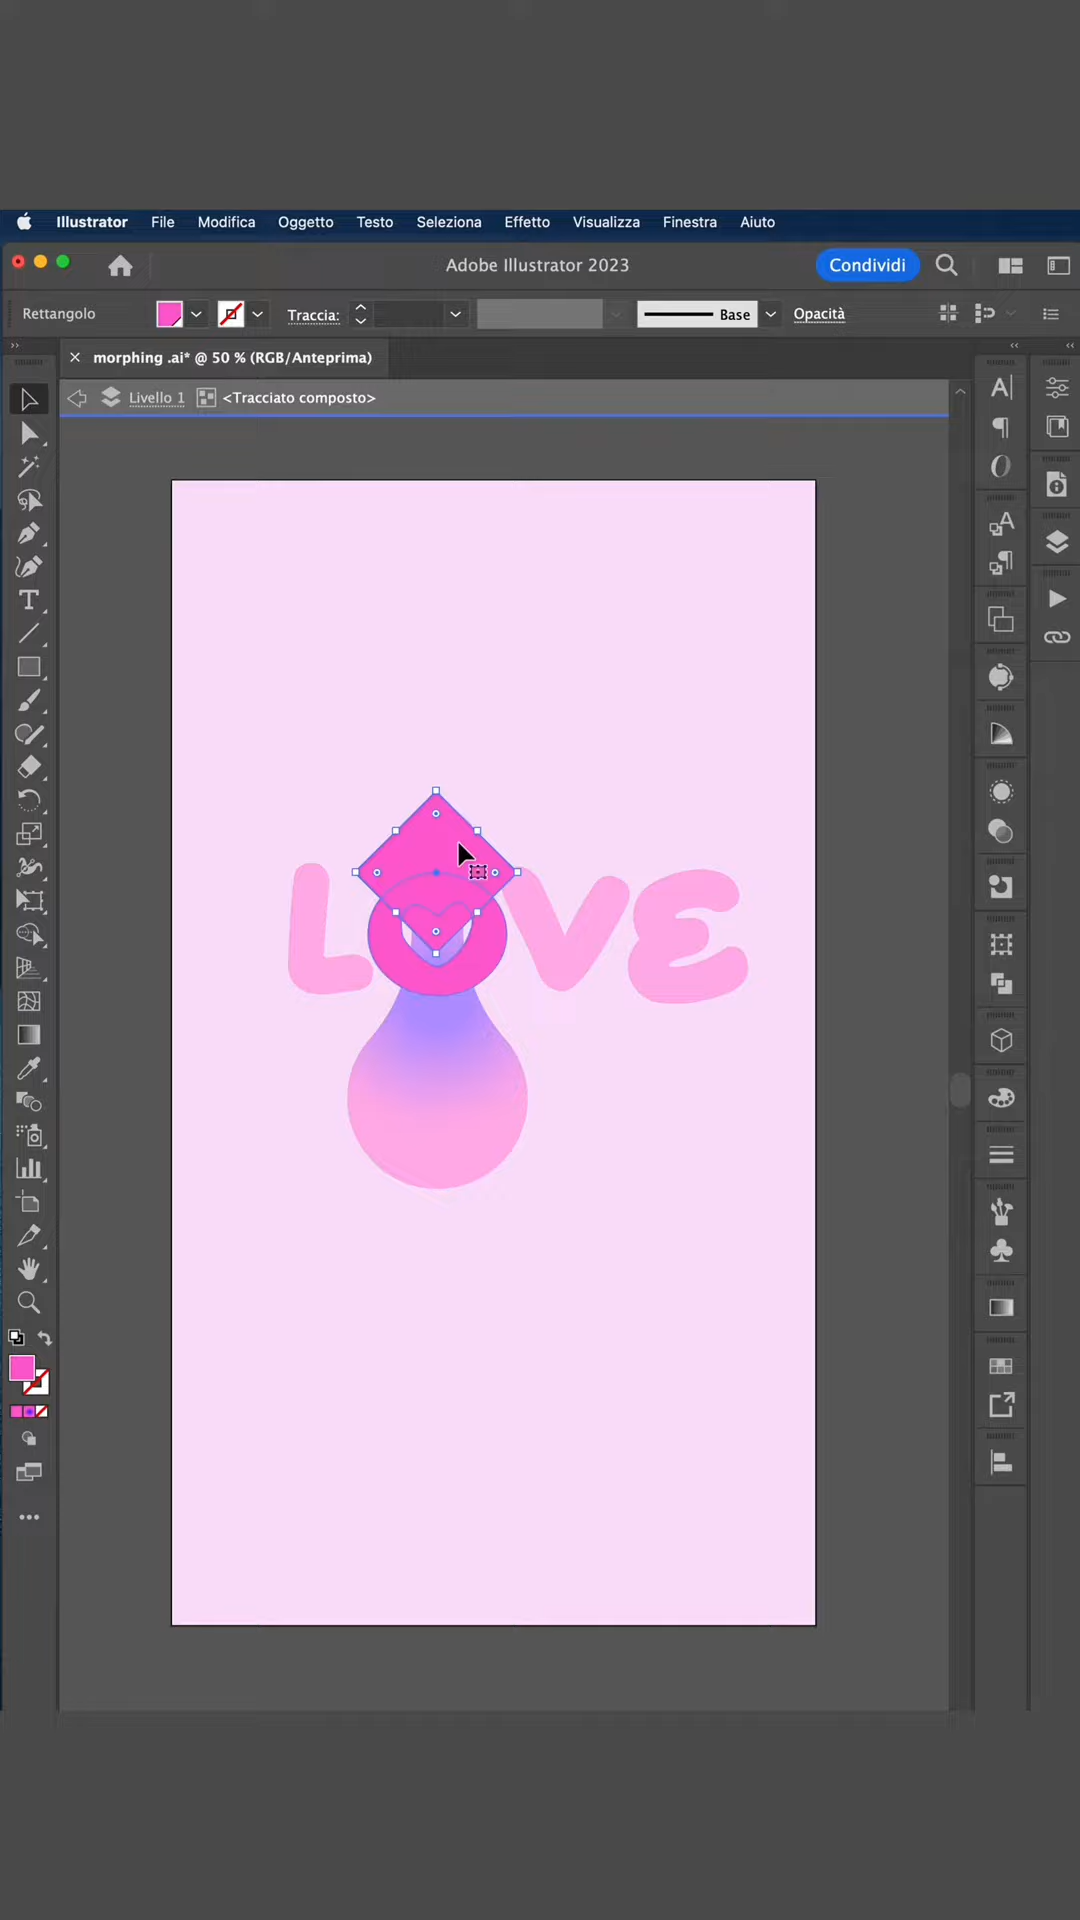 Illustrator File Modifica Oggetto Testo Seleziona Effetto Visualizza Finestra Aiuto
Adobe Illustrator 2023 Condividi
Rettangolo Traccia: Base Opacità
morphing .ai* @ 50 % (RGB/Anteprima)
Livello 1 <Tracciato composto>
LOVE